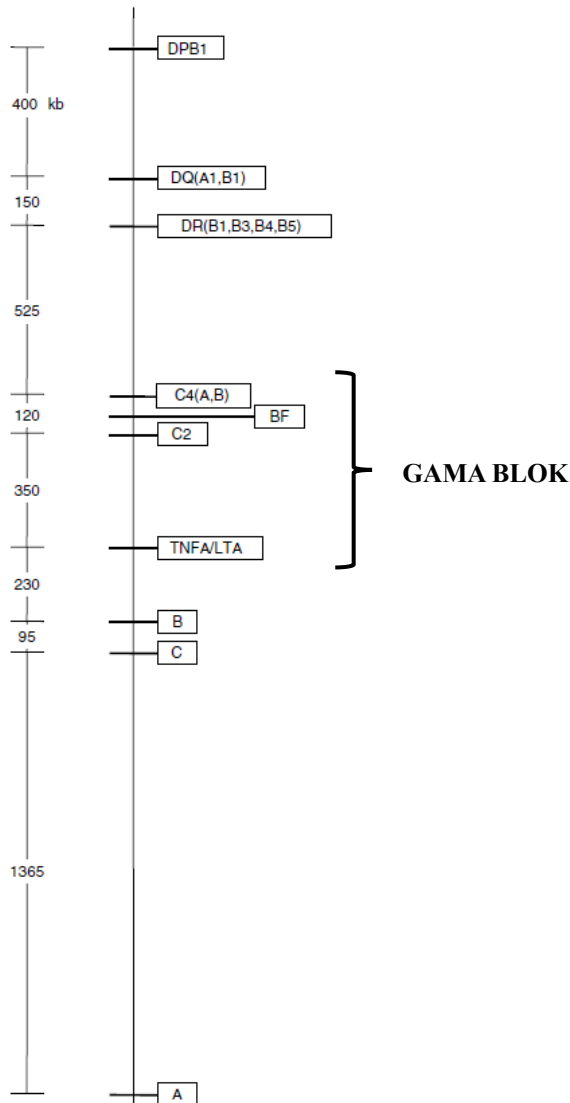 DPB1
400 kb
DQ(A1,B1)
150
DR(B1,B3,B4,B5)
525
C4(A,B)
120
BF
C2
350
GAMA BLOK
TNFA/LTA
230
B
95
C
1365
A